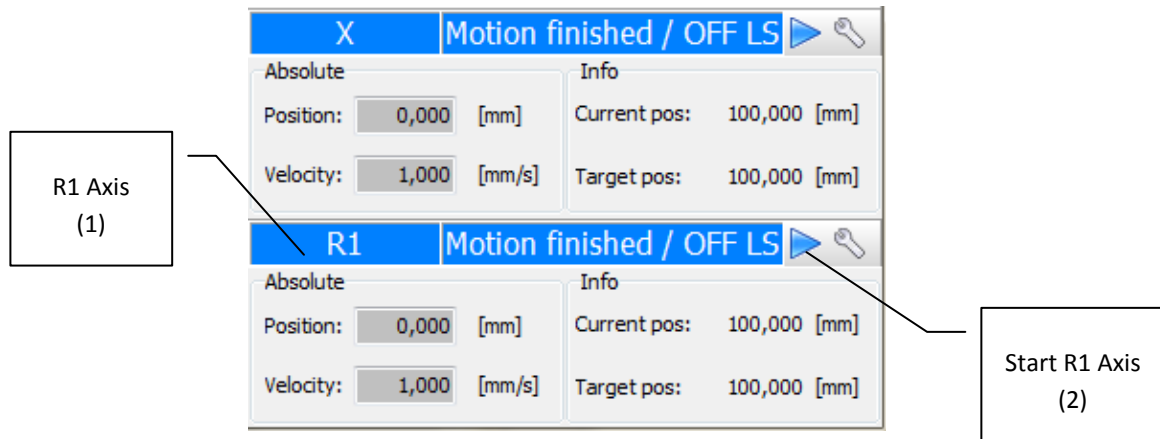 X Motion finished / OFF LS
Absolute Info
Position: 0,000 [mm] Current pos: 100,000 [mm]
Velocity: 1,000 [mm/s] Target pos: 100,000 [mm]
R1 Axis
(1)
R1 Motion finished / OFF LS
Absolute Info
Position: 0,000 [mm] Current pos: 100,000 [mm]
Velocity: 1,000 [mm/s] Target pos: 100,000 [mm]
Start R1 Axis
(2)